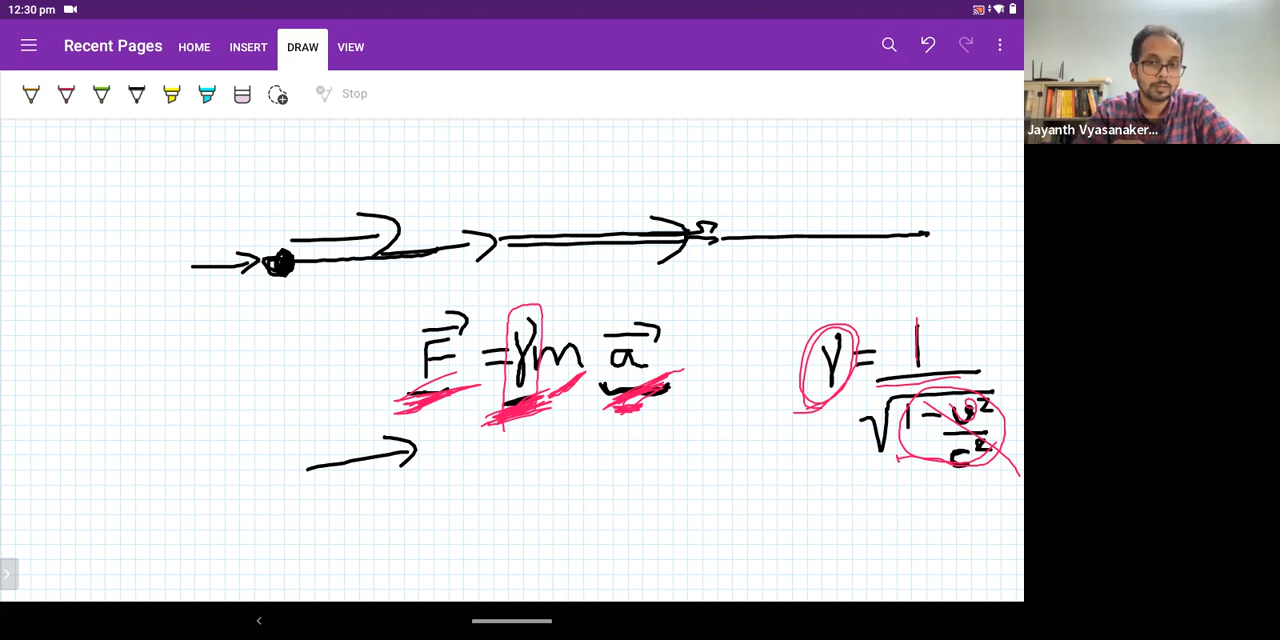 12:30 pm
Recent Pages HOME INSERT DRAW VIEW
Stop
Jayanth Vyasanaker...
F = γm a
γ = 1
√1 - v²
c²